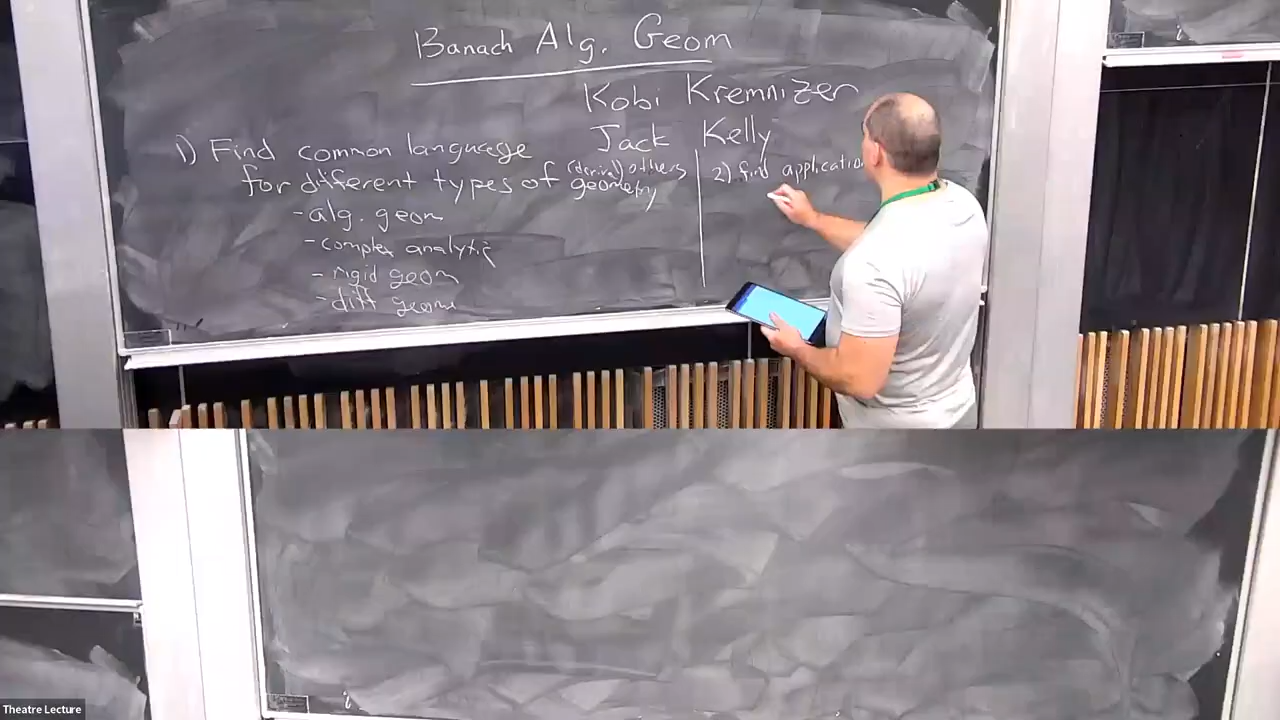 Banach Alg. Geom
Kobi Kremnizer
Jack Kelly
1) Find common language
for different types of (derived) geometry
others
- alg. geom
- complex analytic
- rigid geom
- diff geom
2) find application
Theatre Lecture